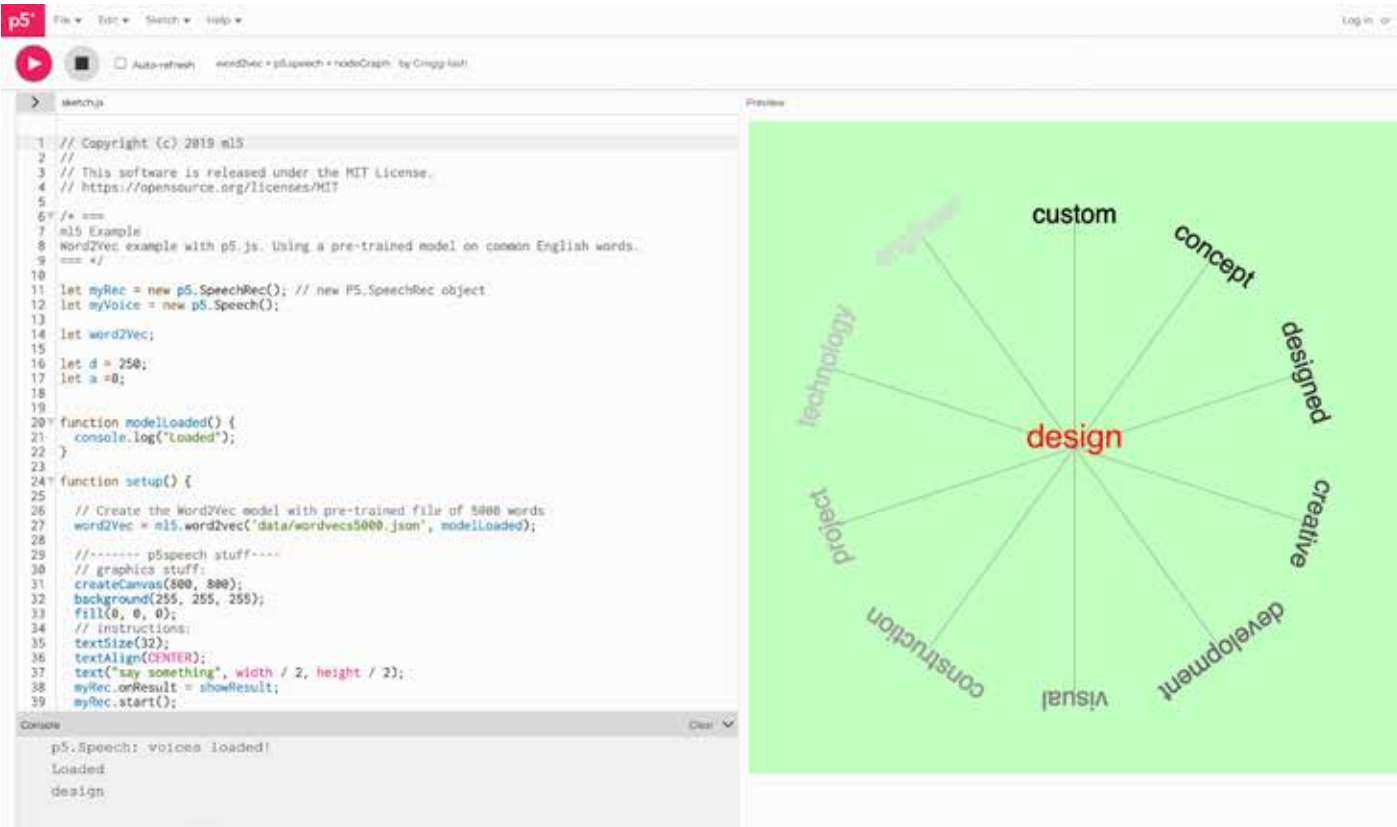 p5*
File ▾ Edit ▾ Sketch ▾ Help ▾
Log in or
Auto-refresh word2vec + p5.speech + nodeGraph by
> sketch.js
Preview
1 // Copyright (c) 2019 ml5
2 //
3 // This software is released under the MIT License.
4 // https://opensource.org/licenses/MIT
5
6 /* ===
7 ml5 Example
8 Word2Vec example with p5.js. Using a pre-trained model on common English words.
9 === */
10
11 let myRec = new p5.SpeechRec(); // new P5.SpeechRec object
12 let myVoice = new p5.Speech();
13
14 let word2Vec;
15
16 let d = 250;
17 let a =0;
18
19
20 function modelLoaded() {
21 console.log("Loaded");
22 }
23
24 function setup() {
25
26 // Create the Word2Vec model with pre-trained file of 5000 words
27 word2Vec = ml5.word2vec('data/wordvecs5000.json', modelLoaded);
28
29 //------- p5speech stuff----
30 // graphics stuff:
31 createCanvas(800, 800);
32 background(255, 255, 255);
33 fill(0, 0, 0);
34 // instructions:
35 textSize(32);
36 textAlign(CENTER);
37 text("say something", width / 2, height / 2);
38 myRec.onResult = showResult;
39 myRec.start();
Console
Clear
p5.Speech: voices loaded!
Loaded
design
custom
concept
designed
creative
development
visual
construction
project
technology
design